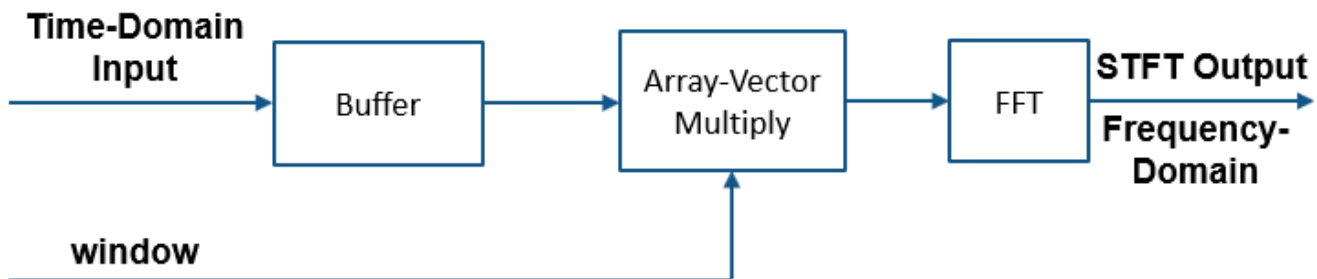 Time-Domain
Input
Buffer
Array-Vector
Multiply
FFT
STFT Output
Frequency-
Domain
window